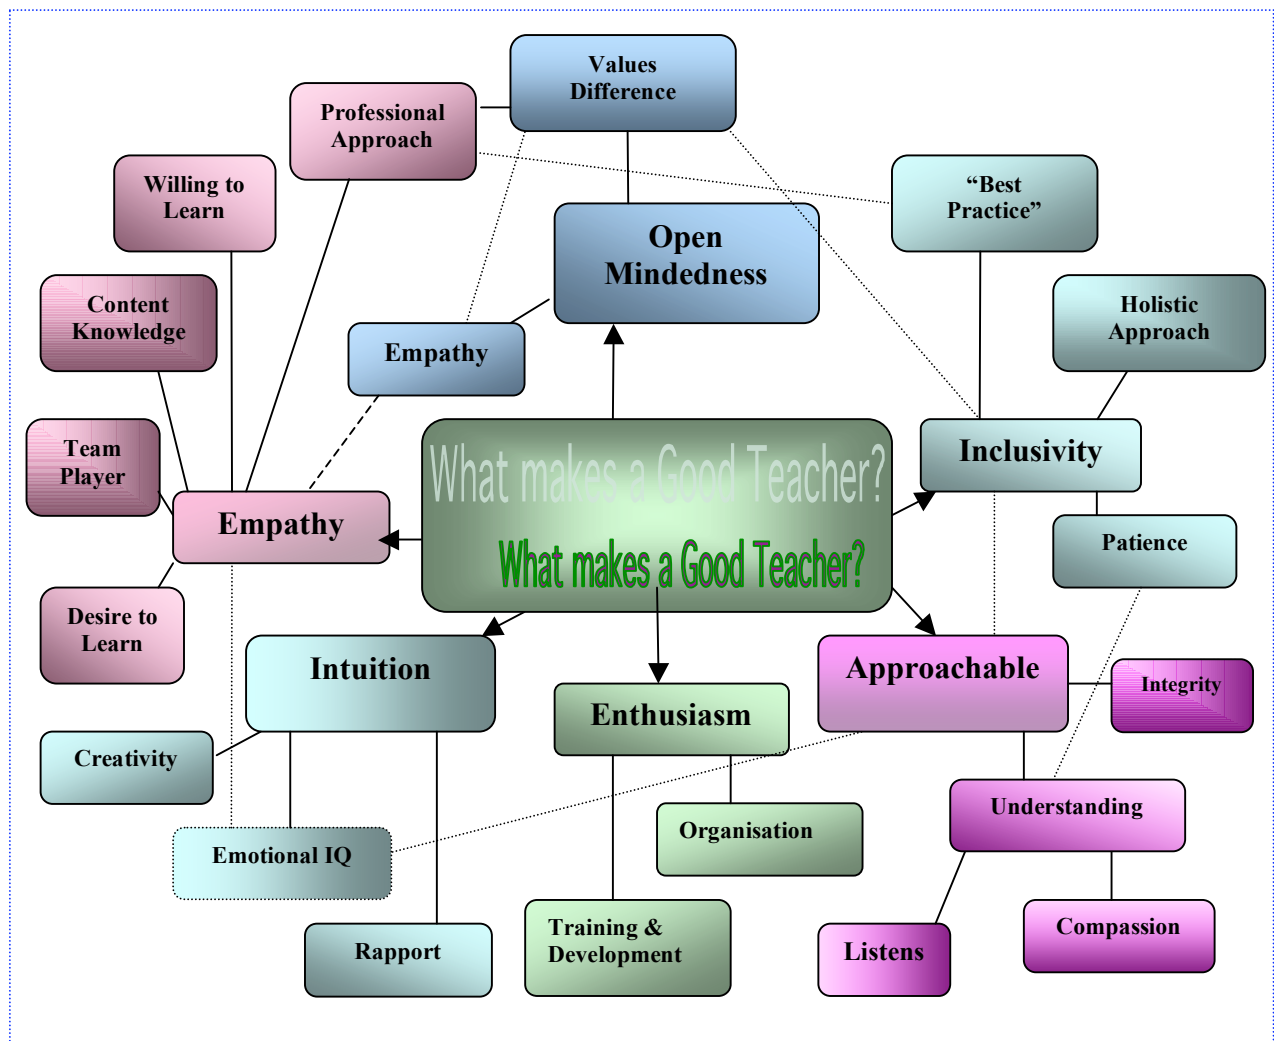 Values
Difference
Professional
Approach
Willing to
Learn
“Best
Practice”
Open
Mindedness
Content
Knowledge
Holistic
Approach
Empathy
Team
Player
What makes a Good Teacher?
What makes a Good Teacher?
Inclusivity
Empathy
Patience
Desire to
Learn
Intuition
Approachable
Integrity
Enthusiasm
Creativity
Understanding
Organisation
Emotional IQ
Training &
Development
Rapport
Listens
Compassion